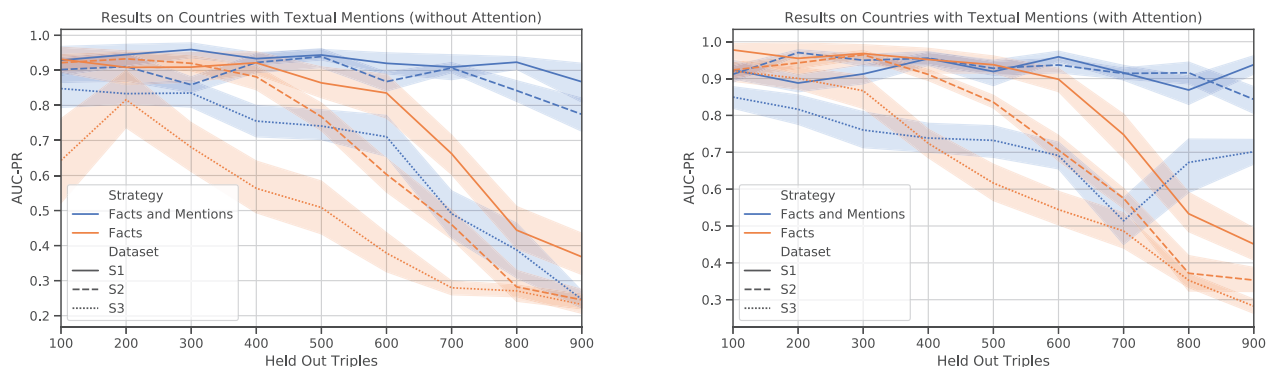 Results on Countries with Textual Mentions (without Attention)
1.0
0.9
0.8
0.7
0.6
0.5
0.4
0.3
0.2
AUC-PR
Strategy
Facts and Mentions
Facts
Dataset
S1
S2
S3
100 200 300 400 500 600 700 800 900
Held Out Triples
Results on Countries with Textual Mentions (with Attention)
1.0
0.9
0.8
0.7
0.6
0.5
0.4
0.3
AUC-PR
Strategy
Facts and Mentions
Facts
Dataset
S1
S2
S3
100 200 300 400 500 600 700 800 900
Held Out Triples